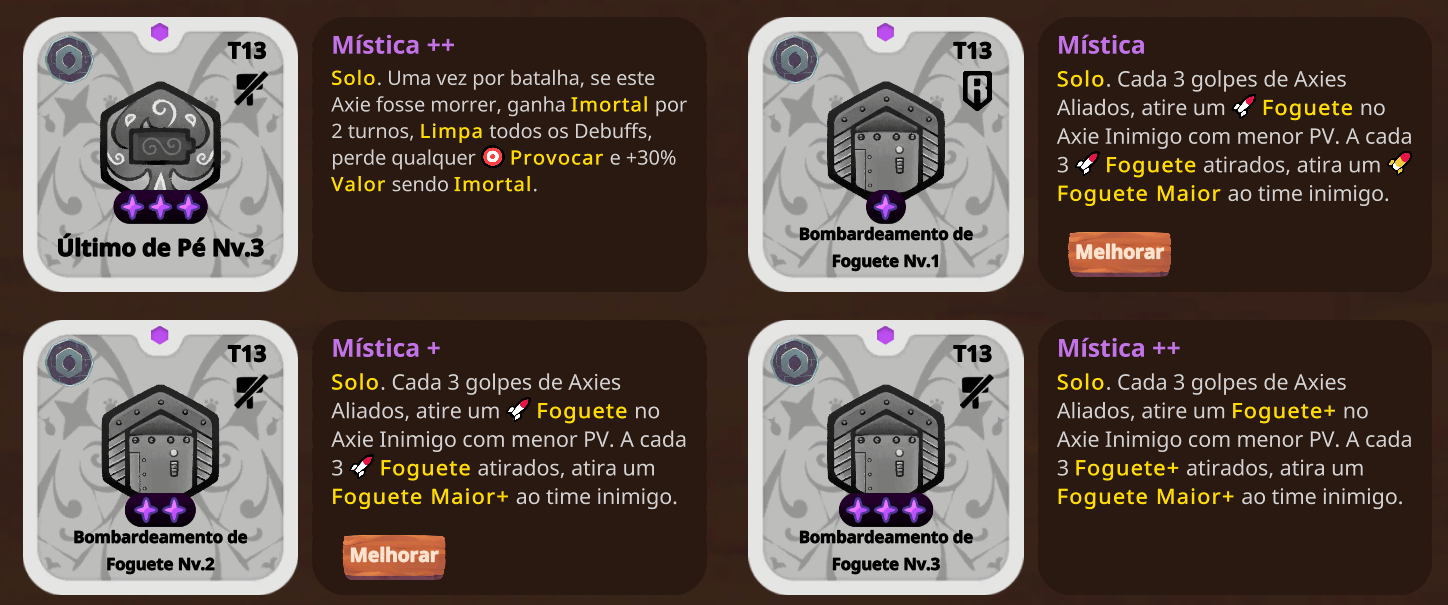 T13
Último de Pé Nv.3
Mística ++
Solo. Uma vez por batalha, se este
Axie fosse morrer, ganha Imortal por
2 turnos, Limpa todos os Debuffs,
perde qualquer Provocar e +30%
Valor sendo Imortal.
T13
R
Bombardeamento de
Foguete Nv.1
Mística
Solo. Cada 3 golpes de Axies
Aliados, atire um Foguete no
Axie Inimigo com menor PV. A cada
3 Foguete atirados, atira um
Foguete Maior ao time inimigo.
Melhorar
T13
Bombardeamento de
Foguete Nv.2
Mística +
Solo. Cada 3 golpes de Axies
Aliados, atire um Foguete no
Axie Inimigo com menor PV. A cada
3 Foguete atirados, atira um
Foguete Maior+ ao time inimigo.
Melhorar
T13
Bombardeamento de
Foguete Nv.3
Mística ++
Solo. Cada 3 golpes de Axies
Aliados, atire um Foguete+ no
Axie Inimigo com menor PV. A cada
3 Foguete+ atirados, atira um
Foguete Maior+ ao time inimigo.